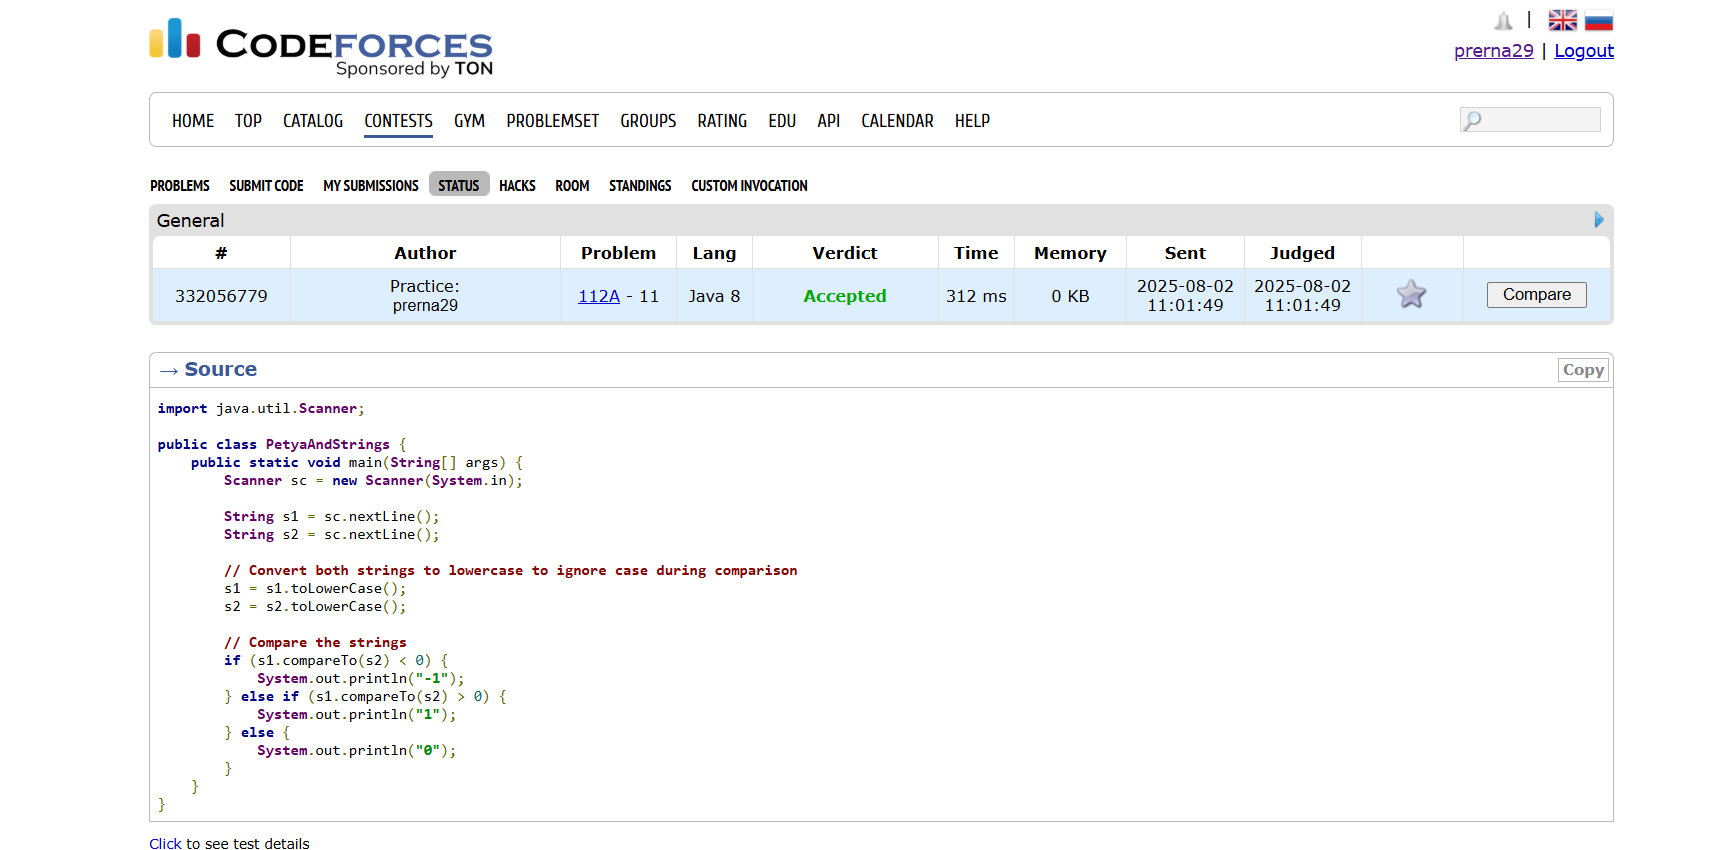 CODEFORCES
Sponsored by TON
|
prerna29 | Logout
HOME TOP CATALOG CONTESTS GYM PROBLEMSET GROUPS RATING EDU API CALENDAR HELP
PROBLEMS SUBMIT CODE MY SUBMISSIONS STATUS HACKS ROOM STANDINGS CUSTOM INVOCATION
General
# Author Problem Lang Verdict Time Memory Sent Judged
332056779 Practice: prerna29 112A - 11 Java 8 Accepted 312 ms 0 KB 2025-08-02 11:01:49 2025-08-02 11:01:49 Compare
→ Source Copy
import java.util.Scanner;
public class PetyaAndStrings {
    public static void main(String[] args) {
        Scanner sc = new Scanner(System.in);
        String s1 = sc.nextLine();
        String s2 = sc.nextLine();
        // Convert both strings to lowercase to ignore case during comparison
        s1 = s1.toLowerCase();
        s2 = s2.toLowerCase();
        // Compare the strings
        if (s1.compareTo(s2) < 0) {
            System.out.println("-1");
        } else if (s1.compareTo(s2) > 0) {
            System.out.println("1");
        } else {
            System.out.println("0");
        }
    }
}
Click to see test details